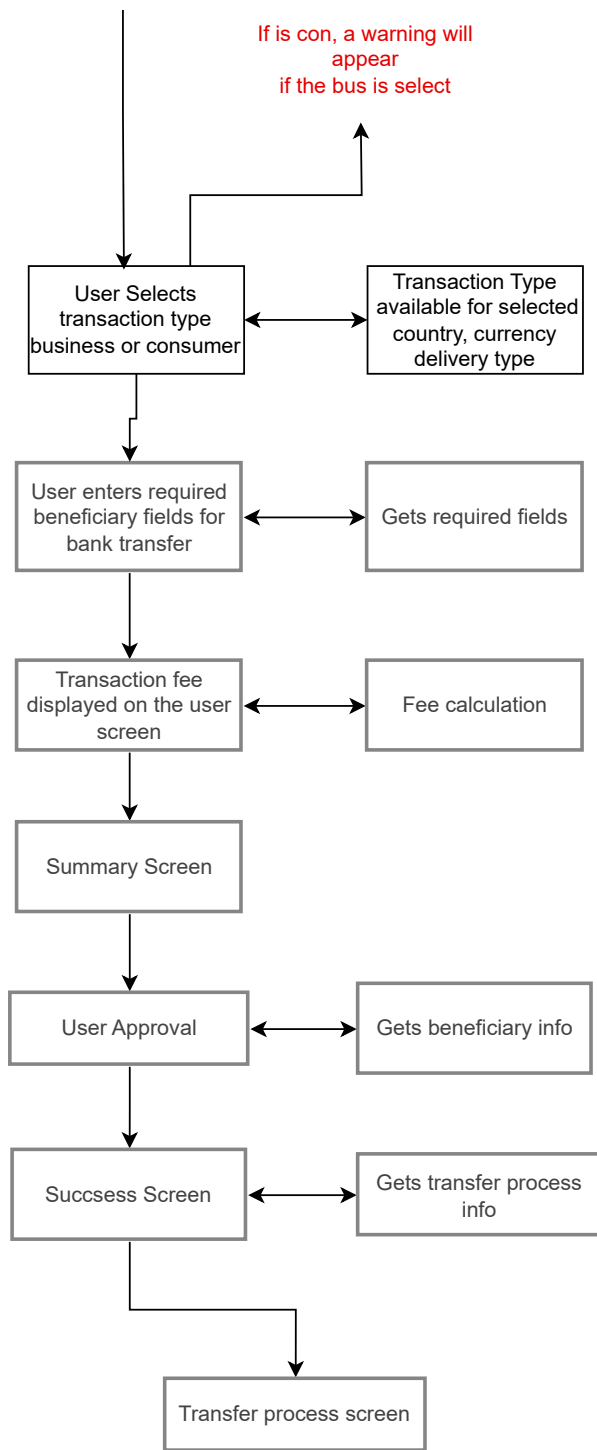 If is con, a warning will
appear
if the bus is select
User Selects
transaction type
business or consumer
Transaction Type
available for selected
country, currency
delivery type
User enters required
beneficiary fields for
bank transfer
Gets required fields
Transaction fee
displayed on the user
screen
Fee calculation
Summary Screen
User Approval
Gets beneficiary info
Succsess Screen
Gets transfer process
info
Transfer process screen